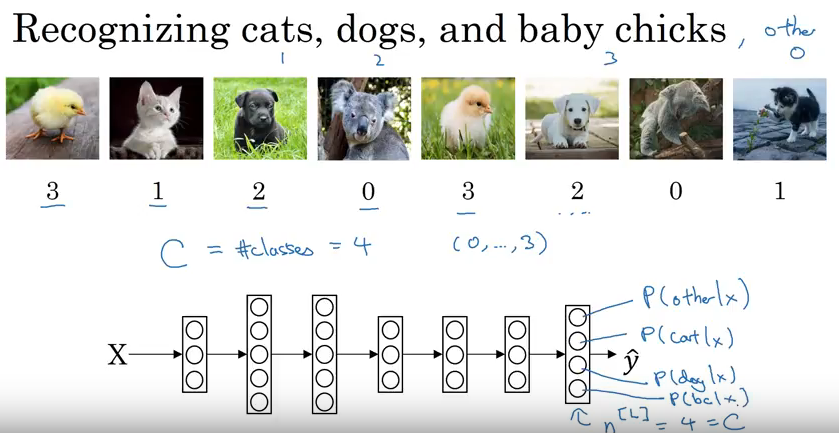 Recognizing cats, dogs, and baby chicks, other
1 2 3 0
3 1 2 0 3 2 0 1
C = #classes = 4 (0, ..., 3)
P(other|x)
P(cat|x)
X
ŷ
P(dog|x)
P(bc|x)
n^[L] = 4 = C